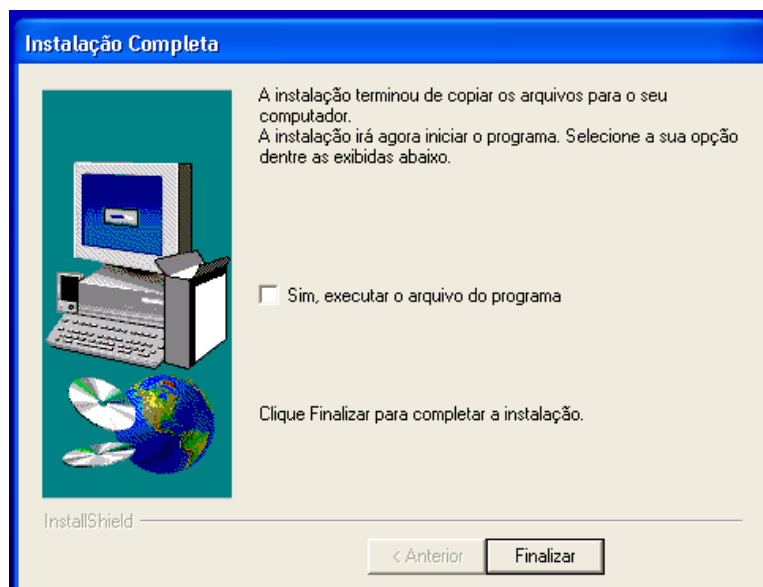 Instalação Completa
A instalação terminou de copiar os arquivos para o seu
computador.
A instalação irá agora iniciar o programa. Selecione a sua opção
dentre as exibidas abaixo.
Sim, executar o arquivo do programa
Clique Finalizar para completar a instalação.
InstallShield
< Anterior
Finalizar